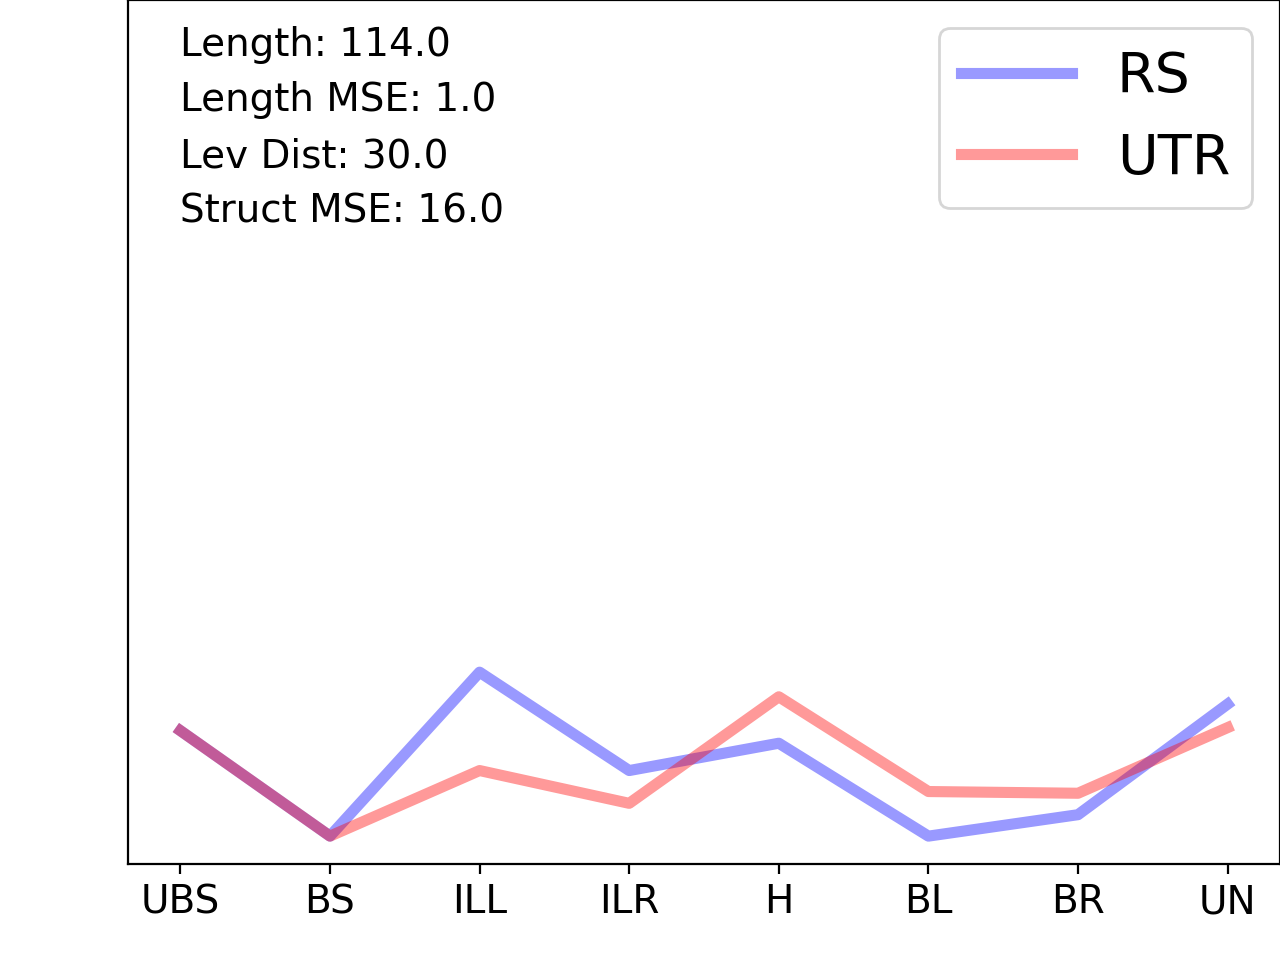 Length: 114.0
Length MSE: 1.0
Lev Dist: 30.0
Struct MSE: 16.0
RS
UTR
UBS BS ILL ILR H BL BR UN